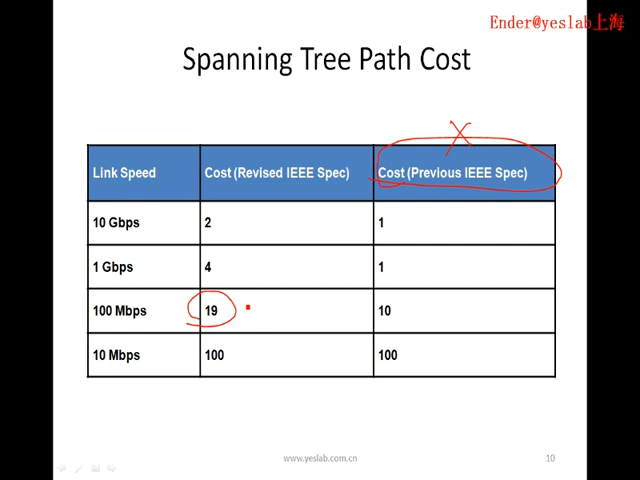 Ender@yeslab上海
Spanning Tree Path Cost
Link Speed Cost (Revised IEEE Spec) Cost (Previous IEEE Spec)
10 Gbps 2 1
1 Gbps 4 1
100 Mbps 19 10
10 Mbps 100 100
www.yeslab.com.cn 10